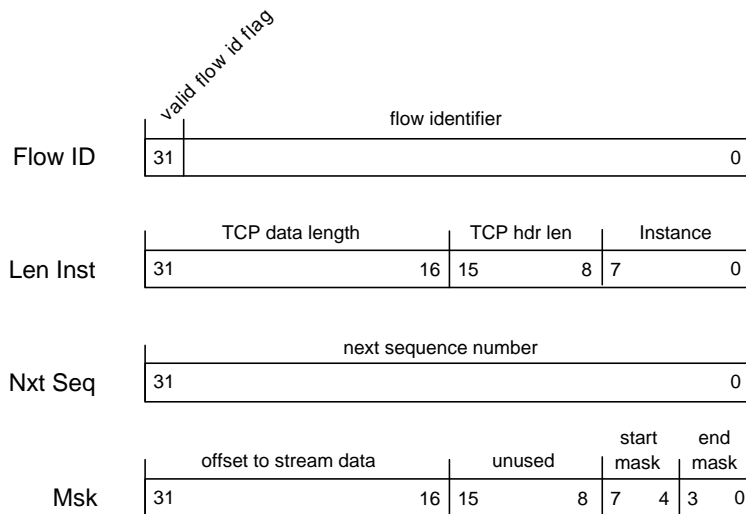 valid flow id flag
flow identifier
Flow ID 31 0
TCP data length TCP hdr len Instance
Len Inst 31 16 15 8 7 0
next sequence number
Nxt Seq 31 0
start end
offset to stream data unused mask mask
Msk 31 16 15 8 7 4 3 0